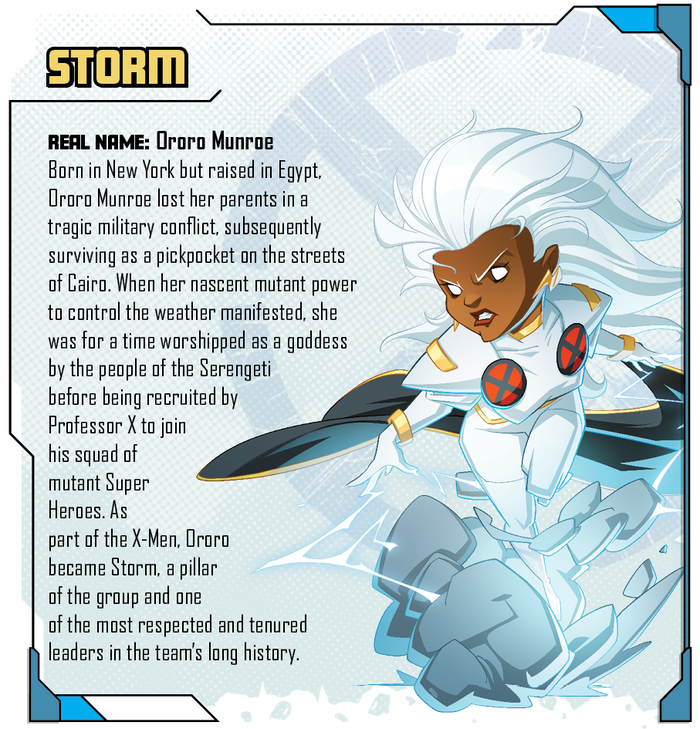 STORM
REAL NAME: Ororo Munroe
Born in New York but raised in Egypt,
Ororo Munroe lost her parents in a
tragic military conflict, subsequently
surviving as a pickpocket on the streets
of Cairo. When her nascent mutant power
to control the weather manifested, she
was for a time worshipped as a goddess
by the people of the Serengeti
before being recruited by
Professor X to join
his squad of
mutant Super
Heroes. As
part of the X-Men, Ororo
became Storm, a pillar
of the group and one
of the most respected and tenured
leaders in the team's long history.